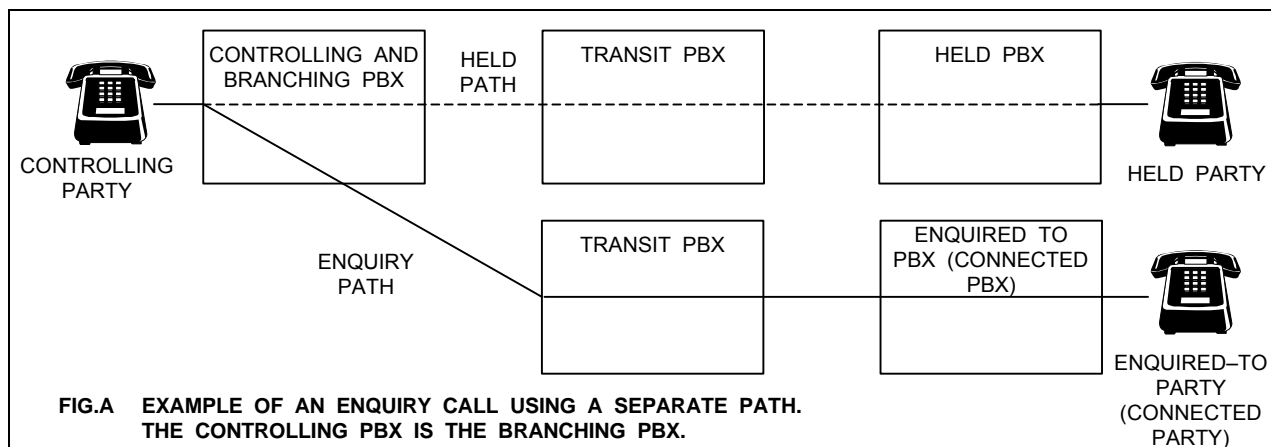 CONTROLLING AND
BRANCHING PBX
HELD
PATH
TRANSIT PBX
HELD PBX
CONTROLLING
PARTY
HELD PARTY
ENQUIRY
PATH
TRANSIT PBX
ENQUIRED TO
PBX (CONNECTED
PBX)
ENQUIRED–TO
PARTY
(CONNECTED
PARTY)
FIG.A EXAMPLE OF AN ENQUIRY CALL USING A SEPARATE PATH.
THE CONTROLLING PBX IS THE BRANCHING PBX.